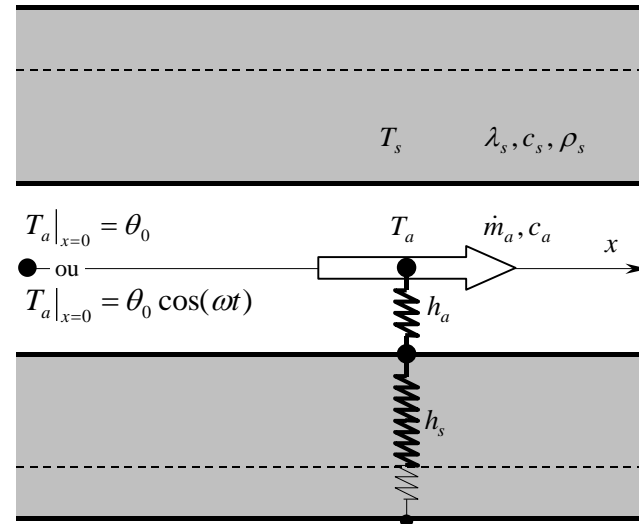 T_s λ_s, c_s, ρ_s
T_a|_{x=0} = θ_0
T_a ṁ_a, c_a x
ou
T_a|_{x=0} = θ_0 cos(ωt)
h_a
h_s